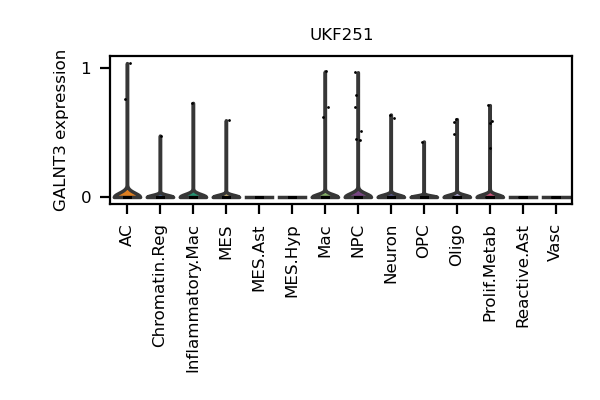 UKF251
GALNT3 expression
1
0
AC
Chromatin.Reg
Inflammatory.Mac
MES
MES.Ast
MES.Hyp
Mac
NPC
Neuron
OPC
Oligo
Prolif.Metab
Reactive.Ast
Vasc